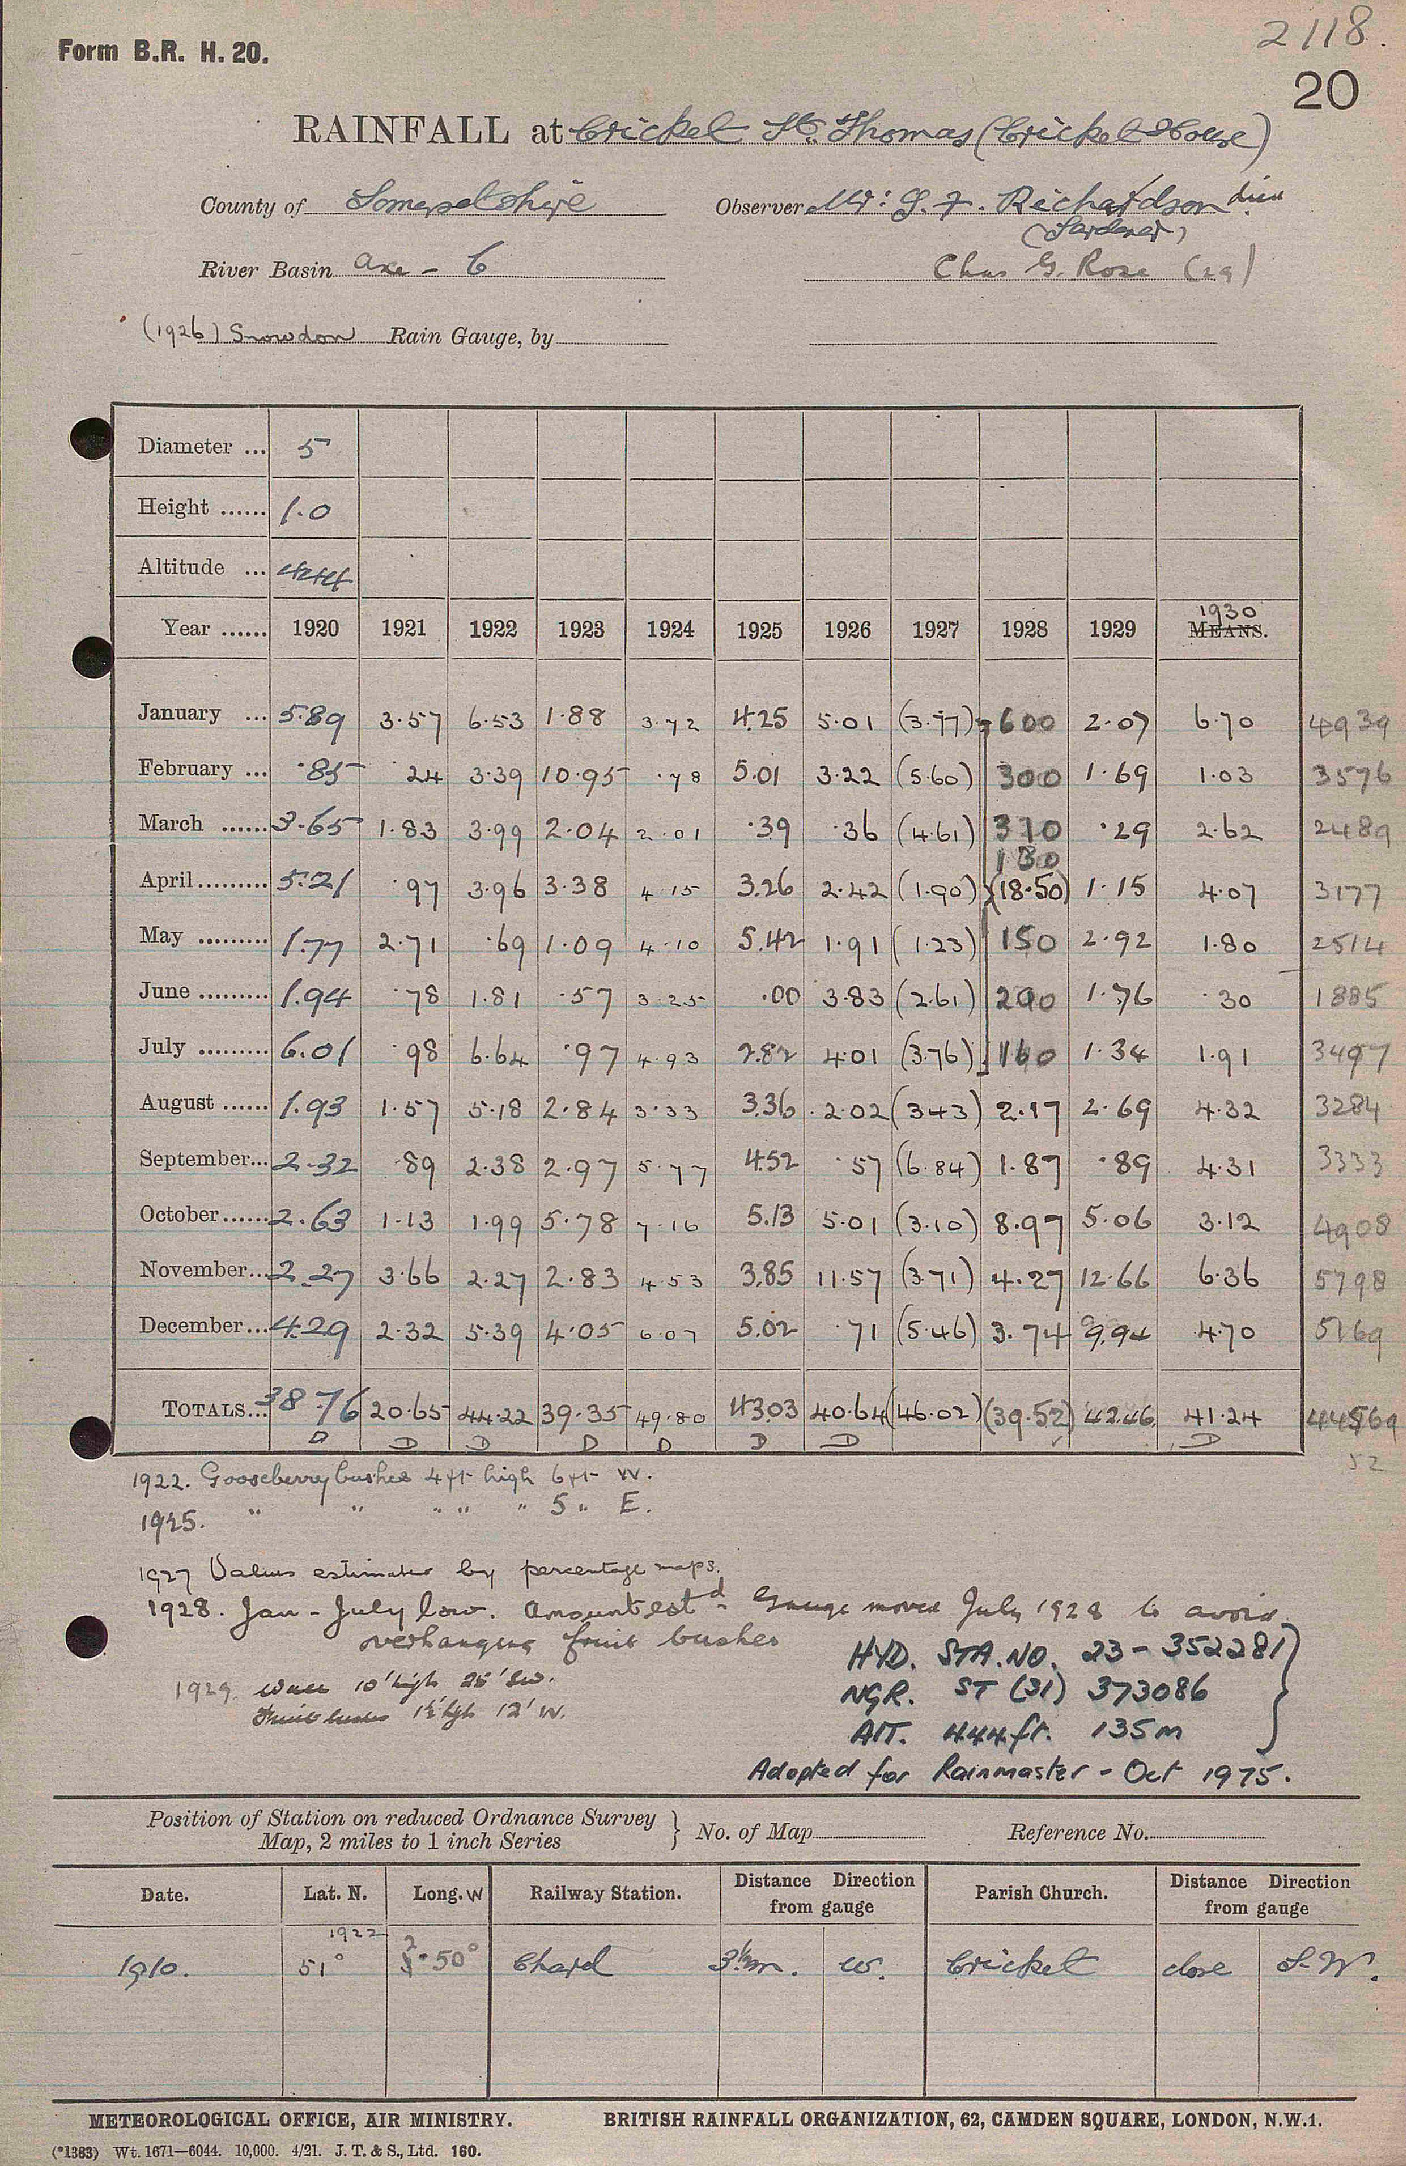 2118.
Form B.R. H. 20.
20
RAINFALL at Cricket St. Thomas (Cricket House)
County of Somersetshire Observer Mr: G. F. Richardson
(Gardener)
River Basin Axe - 6 Chas G. Rose (29)
(1926) Snowdon Rain Gauge, by
Diameter ... 5
Height ...... 1.0
Altitude ... 444
1930
Year ...... 1920 1921 1922 1923 1924 1925 1926 1927 1928 1929 MEANS.
January ... 5.89 3.57 6.53 1.88 3.72 4.25 5.01 (3.77) 600 2.07 6.70 4939
February ... .85 .24 3.39 10.95 .78 5.01 3.22 (5.60) 300 1.69 1.03 3576
March ...... 3.65 1.83 3.99 2.04 2.01 .39 .36 (4.61) 310 .29 2.62 2489
130
April ......... 5.21 .97 3.96 3.38 4.15 3.26 2.42 (1.90) (18.50) 1.15 4.07 3177
May ......... 1.77 2.71 .69 1.09 4.10 5.42 1.91 (1.23) 150 2.92 1.80 2514
June ......... 1.94 .78 1.81 .57 3.25 .00 3.83 (2.61) 200 1.76 .30 1885
July ......... 6.01 .98 6.64 .97 4.93 2.82 4.01 (3.76) 160 1.34 1.91 3497
August ...... 1.93 1.57 5.18 2.84 3.33 3.36 2.02 (3.43) 2.17 2.69 4.32 3284
September... 2.32 .89 2.38 2.97 5.77 4.52 .57 (6.84) 1.87 .89 4.31 3333
October...... 2.63 1.13 1.99 5.78 7.16 5.13 5.01 (3.10) 8.97 5.06 3.12 4908
November... 2.27 3.66 2.27 2.83 4.53 3.85 11.57 (3.71) 4.27 12.66 6.36 5798
December... 4.29 2.32 5.39 4.05 6.07 5.02 .71 (5.46) 3.74 9.94 4.70 5169
TOTALS... 38.76 20.65 44.22 39.35 49.80 43.03 40.64 (46.02) (39.52) 42.46 41.24 44569
D D D D D D D D
52
1922. Gooseberry bushes 4 ft high 6 ft W.
1925. " " " " " 5 " E.
1927 Values estimated by percentage maps.
1928. Jan - July low. Amount estd - Gauge moved July 1928 to avoid
overhanging fruit bushes
1929. Wall 10' high 25' SW.
Fruit bushes 1½' high 12' W.
HYD. STA. NO. 23 - 352281
NGR. ST (31) 373086
AlT. 444 ft. 135m
Adopted for Rainmaster - Oct 1975.
Position of Station on reduced Ordnance Survey
Map, 2 miles to 1 inch Series } No. of Map Reference No.
Date. Lat. N. Long. W Railway Station. Distance Direction from gauge Parish Church. Distance Direction from gauge
1922 2
1910. 51° 50° Chard 3½m. W. Cricket close S.W.
METEOROLOGICAL OFFICE, AIR MINISTRY. BRITISH RAINFALL ORGANIZATION, 62, CAMDEN SQUARE, LONDON, N.W.1.
(*1383) Wt. 1671—6044. 10,000. 4/21. J. T. & S., Ltd. 160.